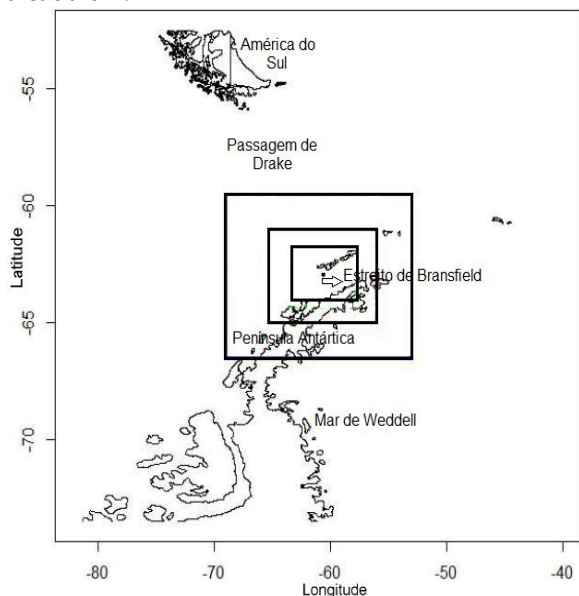 América do
Sul
Passagem de
Drake
Estreito de Bransfield
Península Antártica
Mar de Weddell
Latitude
-55
-60
-65
-70
-80
-70
-60
-50
-40
Longitude